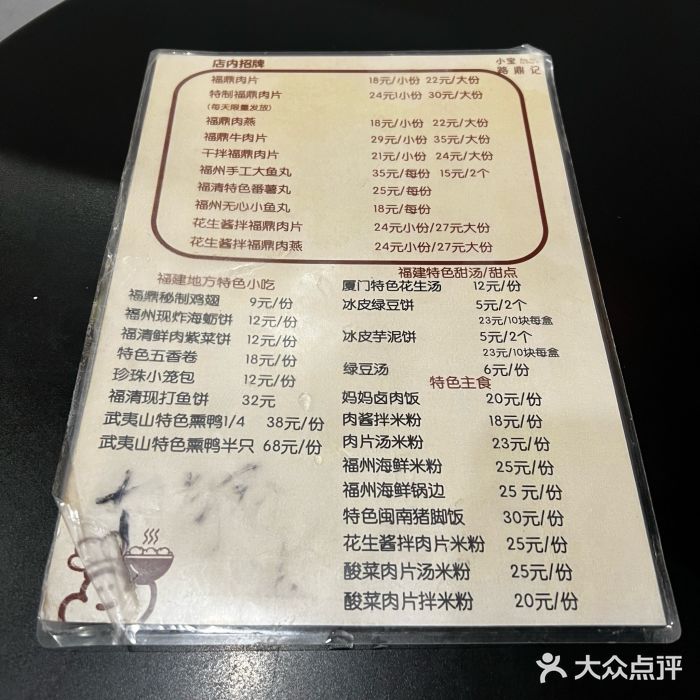 店内招牌
小宝
路鼎记
福鼎肉片 18元/小份 22元/大份
特制福鼎肉片 24元/小份 30元/大份
(每天限量发放)
福鼎肉燕 18元/小份 22元/大份
福鼎牛肉片 29元/小份 35元/大份
干拌福鼎肉片 21元/小份 24元/大份
福州手工大鱼丸 35元/每份 15元/2个
福清特色番薯丸 25元/每份
福州无心小鱼丸 18元/每份
花生酱拌福鼎肉片 24元小份/27元大份
花生酱拌福鼎肉燕 24元小份/27元大份
福建地方特色小吃
福鼎秘制鸡翅 9元/份
福州现炸海蛎饼 12元/份
福清鲜肉紫菜饼 12元/份
特色五香卷 18元/份
珍珠小笼包 12元/份
福清现打鱼饼 32元
武夷山特色熏鸭1/4 38元/份
武夷山特色熏鸭半只 68元/份
福建特色甜汤/甜点
厦门特色花生汤 12元/份
冰皮绿豆饼 5元/2个
23元/10块每盒
冰皮芋泥饼 5元/2个
23元/10块每盒
绿豆汤 6元/份
特色主食
妈妈卤肉饭 20元/份
肉酱拌米粉 18元/份
肉片汤米粉 23元/份
福州海鲜米粉 25元/份
福州海鲜锅边 25元/份
特色闽南猪脚饭 30元/份
花生酱拌肉片米粉 25元/份
酸菜肉片汤米粉 25元/份
酸菜肉片拌米粉 20元/份
大众点评